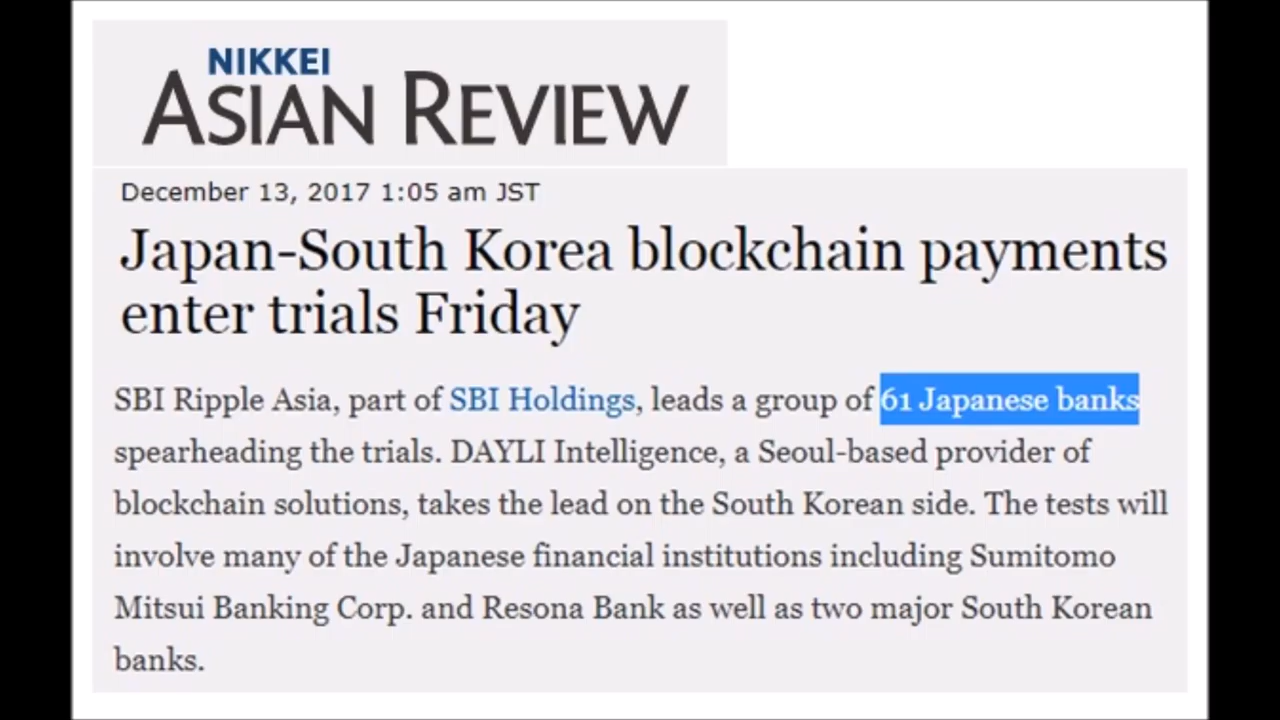 NIKKEI
ASIAN REVIEW
December 13, 2017 1:05 am JST
Japan-South Korea blockchain payments
enter trials Friday
SBI Ripple Asia, part of SBI Holdings, leads a group of 61 Japanese banks
spearheading the trials. DAYLI Intelligence, a Seoul-based provider of
blockchain solutions, takes the lead on the South Korean side. The tests will
involve many of the Japanese financial institutions including Sumitomo
Mitsui Banking Corp. and Resona Bank as well as two major South Korean
banks.